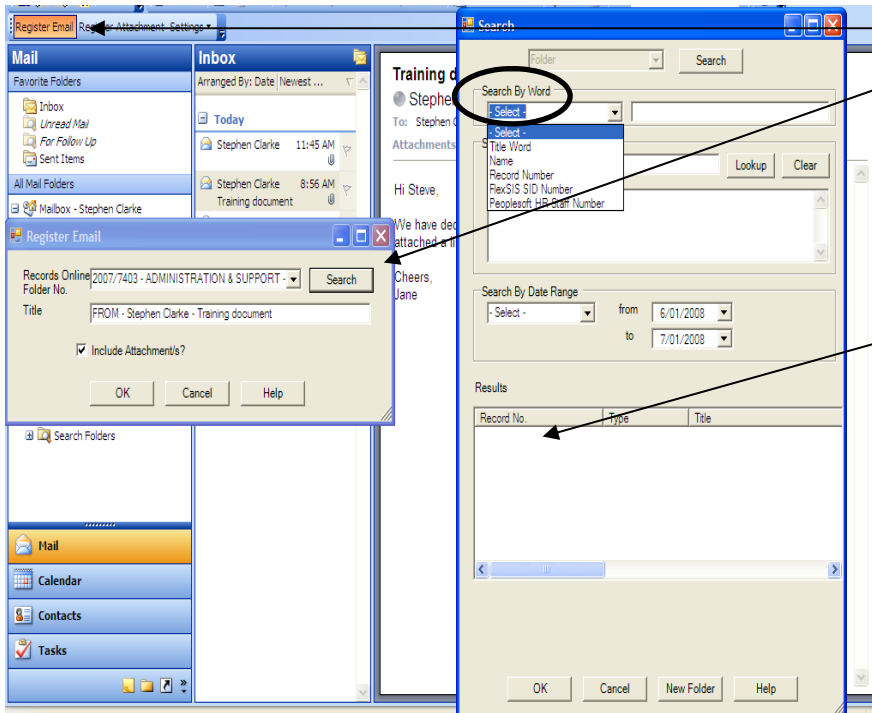 Register Email Register Attachment Settings
Mail
Favorite Folders
Inbox
Unread Mail
For Follow Up
Sent Items
All Mail Folders
Mailbox - Stephen Clarke
Search Folders
Mail
Calendar
Contacts
Tasks
Inbox
Arranged By: Date Newest ...
Today
Stephen Clarke 11:45 AM
Stephen Clarke 8:56 AM
Training document
Training d
Stephe
To: Stephen C
Attachments
Hi Steve,
We have dec
attached a li
Cheers,
Jane
Register Email
Records Online
Folder No.
2007/7403 - ADMINISTRATION & SUPPORT -
Search
Title
FROM - Stephen Clarke - Training document
Include Attachment/s?
OK Cancel Help
Search
Folder Search
Search By Word
- Select -
- Select -
Title Word
Name
Record Number
FlexSIS SID Number
Peoplesoft HR Staff Number
S
Lookup Clear
Search By Date Range
- Select - from 6/01/2008
to 7/01/2008
Results
Record No. Type Title
OK Cancel New Folder Help